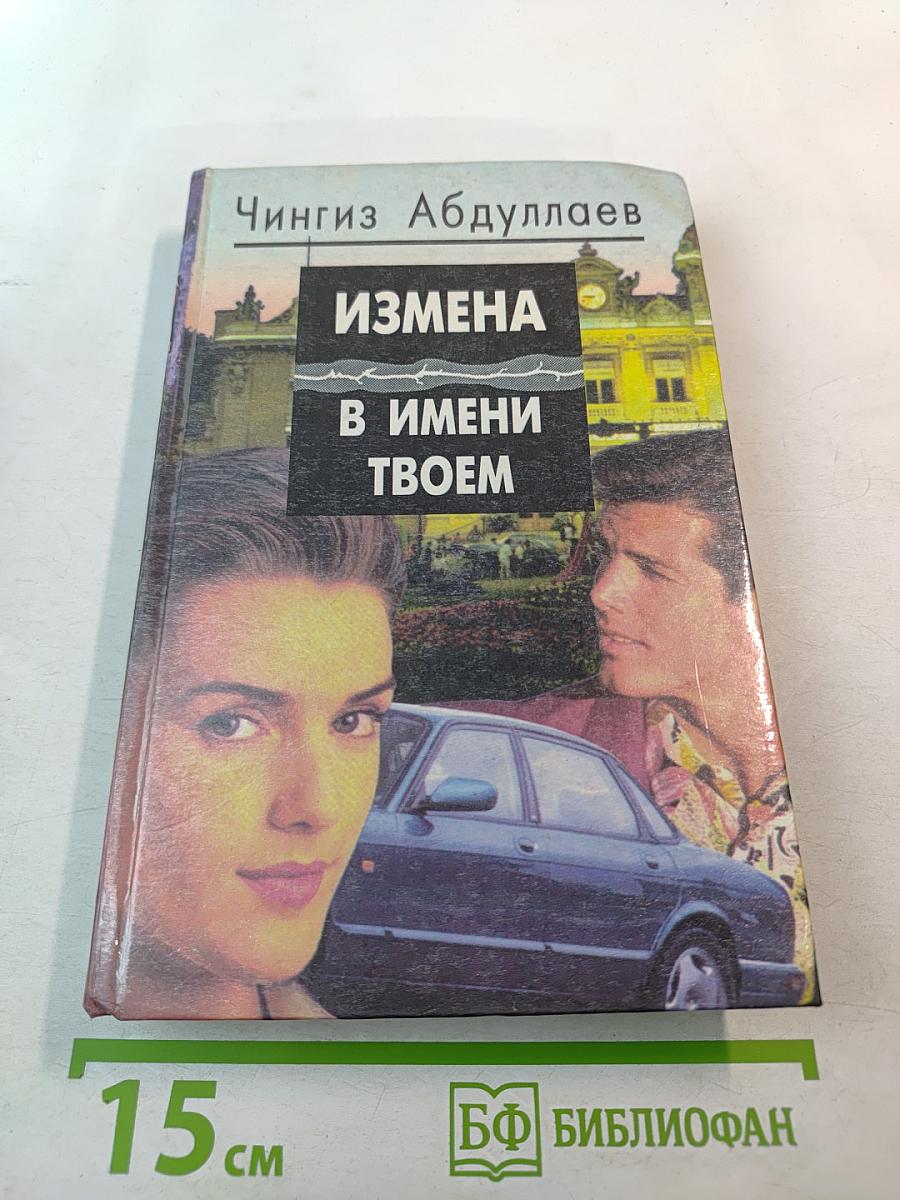 Чингиз Абдуллаев
ИЗМЕНА
В ИМЕНИ
ТВОЕМ
15 см
БФ БИБЛИОФАН